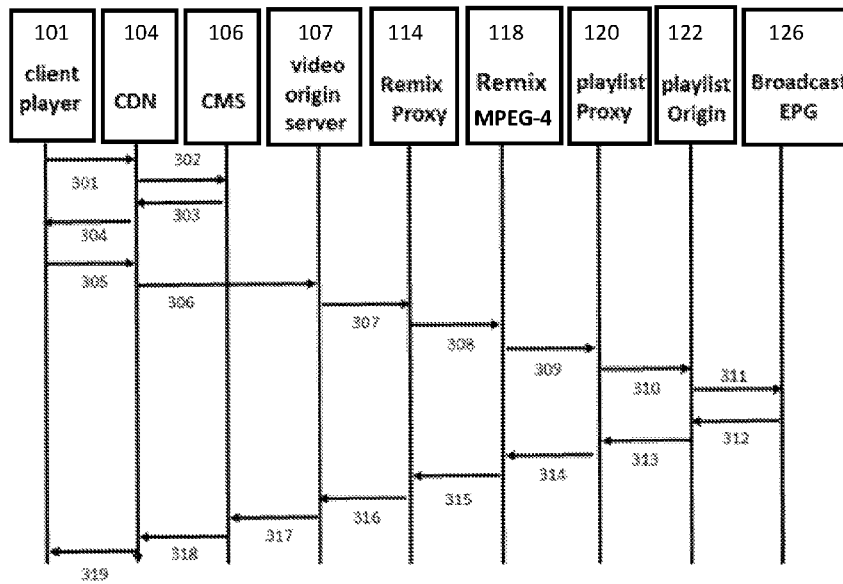 101
client
player
104
CDN
106
CMS
107
video
origin
server
114
Remix
Proxy
118
Remix
MPEG-4
120
playlist
Proxy
122
playlist
Origin
126
Broadcast
EPG
301
302
303
304
305
306
307
308
309
310
311
312
313
314
315
316
317
318
319